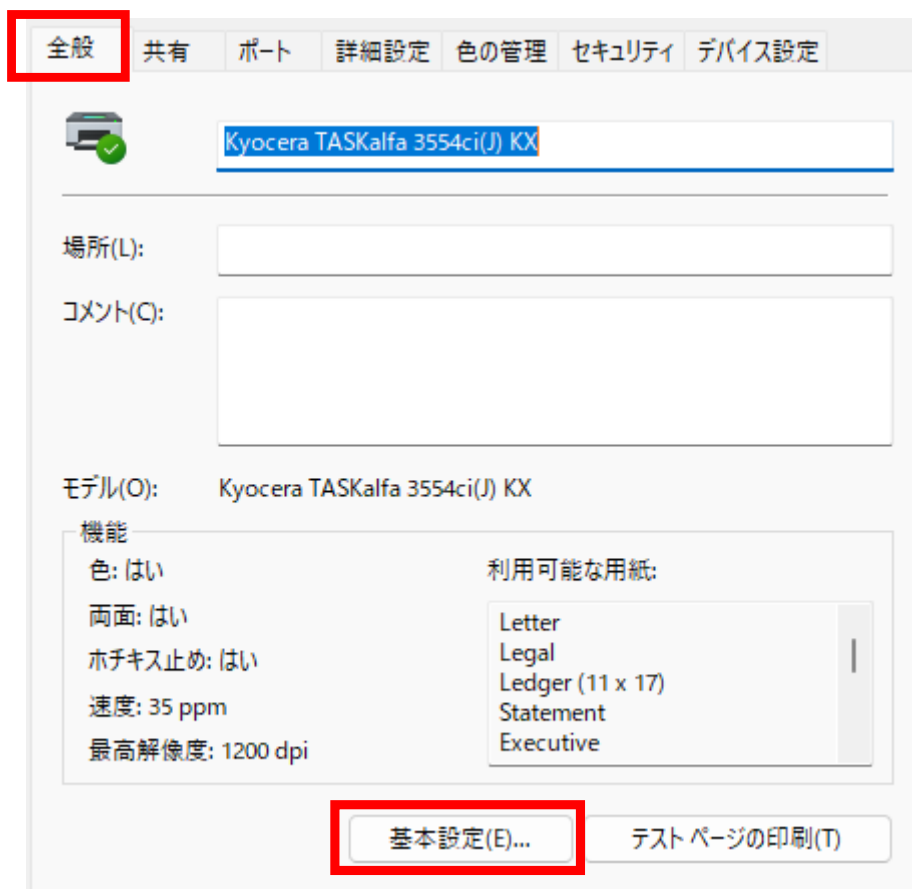 全般 共有 ポート 詳細設定 色の管理 セキュリティ デバイス設定
Kyocera TASKalfa 3554ci(J) KX
場所(L):
コメント(C):
モデル(O): Kyocera TASKalfa 3554ci(J) KX
機能
色: はい
両面: はい
ホチキス止め: はい
速度: 35 ppm
最高解像度: 1200 dpi
利用可能な用紙:
Letter
Legal
Ledger (11 x 17)
Statement
Executive
基本設定(E)... テスト ページの印刷(T)